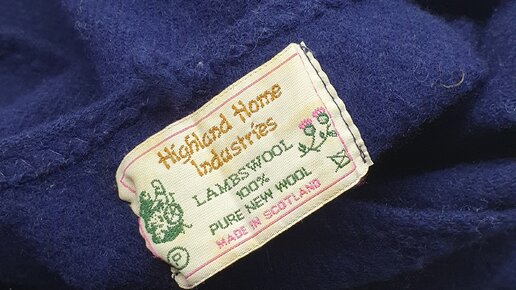 Highland Home
Industries
LAMBSWOOL
100%
PURE NEW WOOL
MADE IN SCOTLAND
P